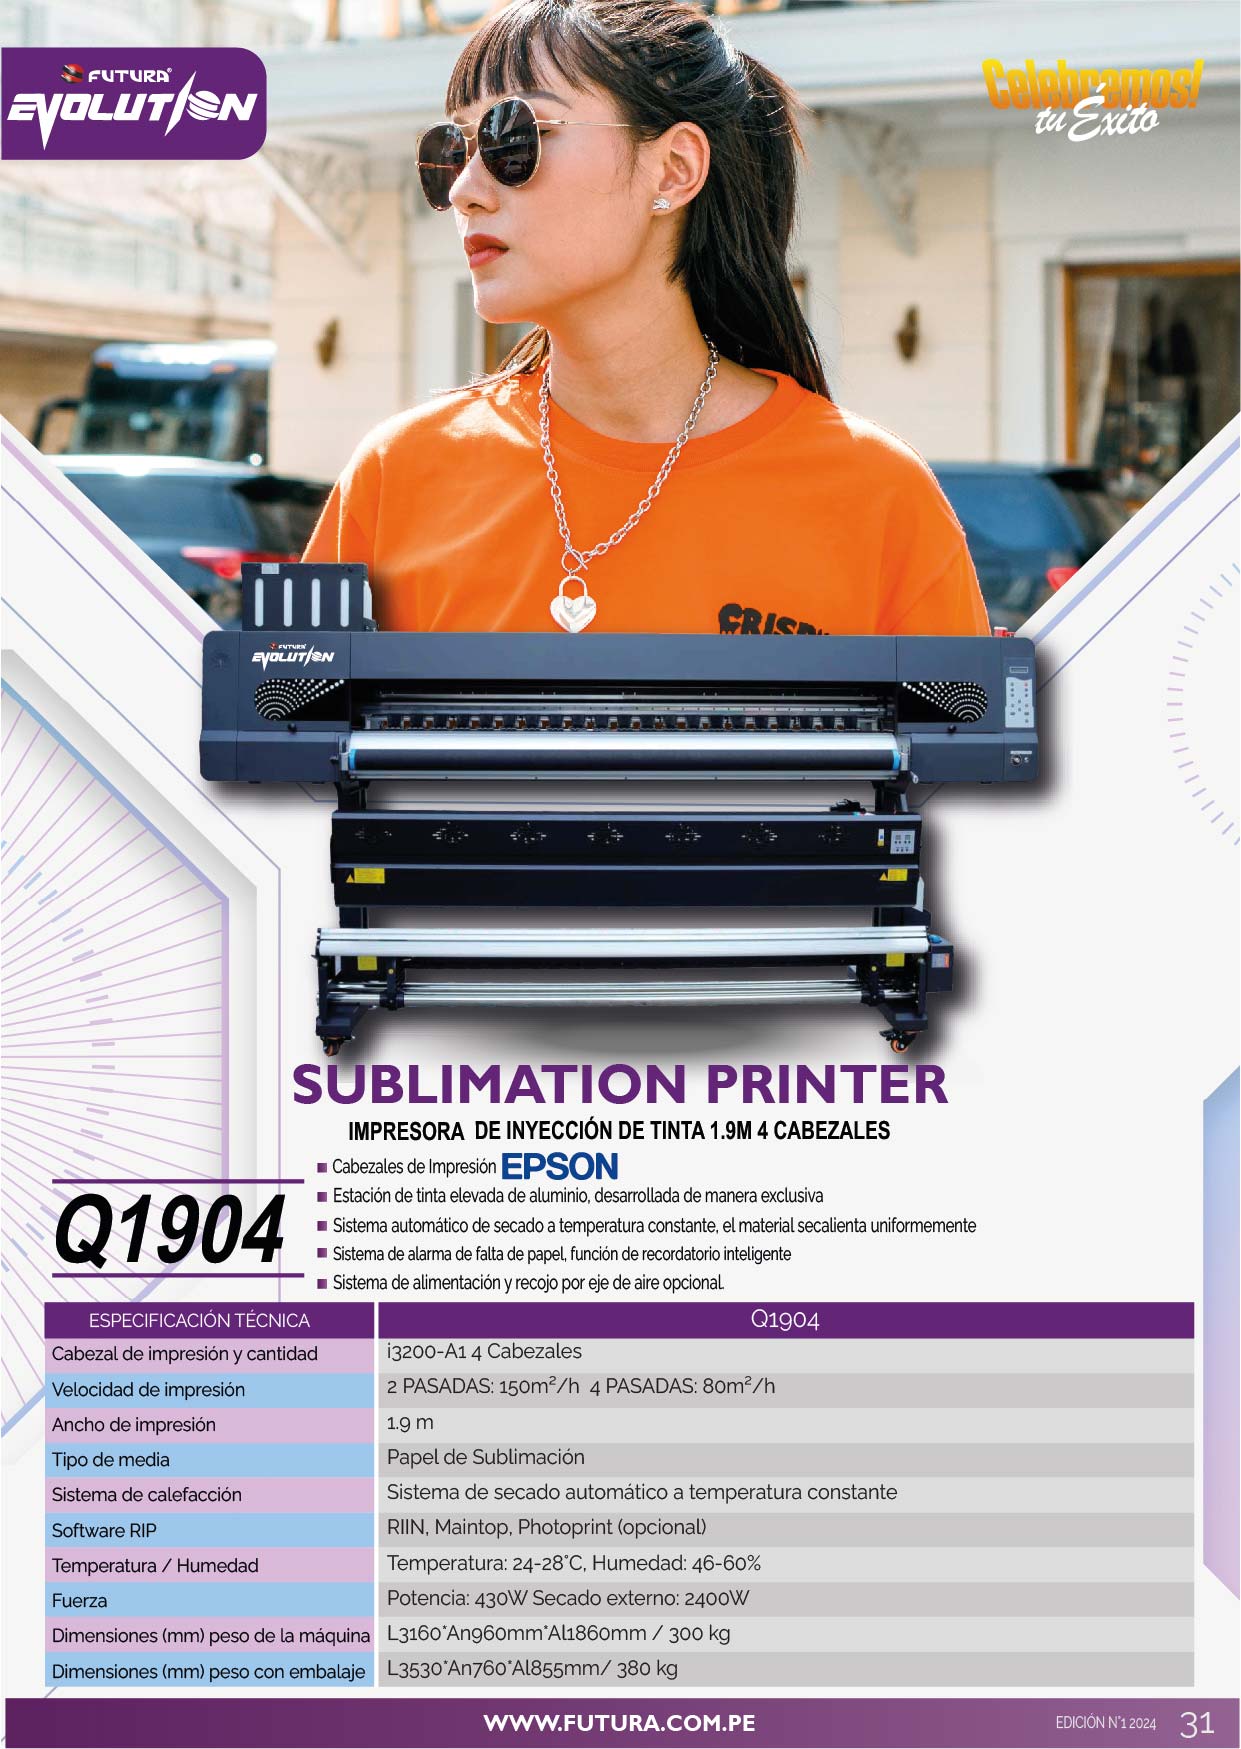 FUTURA®
EVOLUTION
Celebremos!
tu Éxito
CRISP
FUTURA
EVOLUTION
SUBLIMATION PRINTER
IMPRESORA DE INYECCIÓN DE TINTA 1.9M 4 CABEZALES
Cabezales de Impresión EPSON
Estación de tinta elevada de aluminio, desarrollada de manera exclusiva
Sistema automático de secado a temperatura constante, el material secalienta uniformemente
Sistema de alarma de falta de papel, función de recordatorio inteligente
Sistema de alimentación y recojo por eje de aire opcional.
Q1904
ESPECIFICACIÓN TÉCNICA Q1904
Cabezal de impresión y cantidad i3200-A1 4 Cabezales
Velocidad de impresión 2 PASADAS: 150m²/h 4 PASADAS: 80m²/h
Ancho de impresión 1.9 m
Tipo de media Papel de Sublimación
Sistema de calefacción Sistema de secado automático a temperatura constante
Software RIP RIIN, Maintop, Photoprint (opcional)
Temperatura / Humedad Temperatura: 24-28°C, Humedad: 46-60%
Fuerza Potencia: 430W Secado externo: 2400W
Dimensiones (mm) peso de la máquina L3160*An960mm*Al1860mm / 300 kg
Dimensiones (mm) peso con embalaje L3530*An760*Al855mm/ 380 kg
WWW.FUTURA.COM.PE
EDICIÓN N°1 2024 31